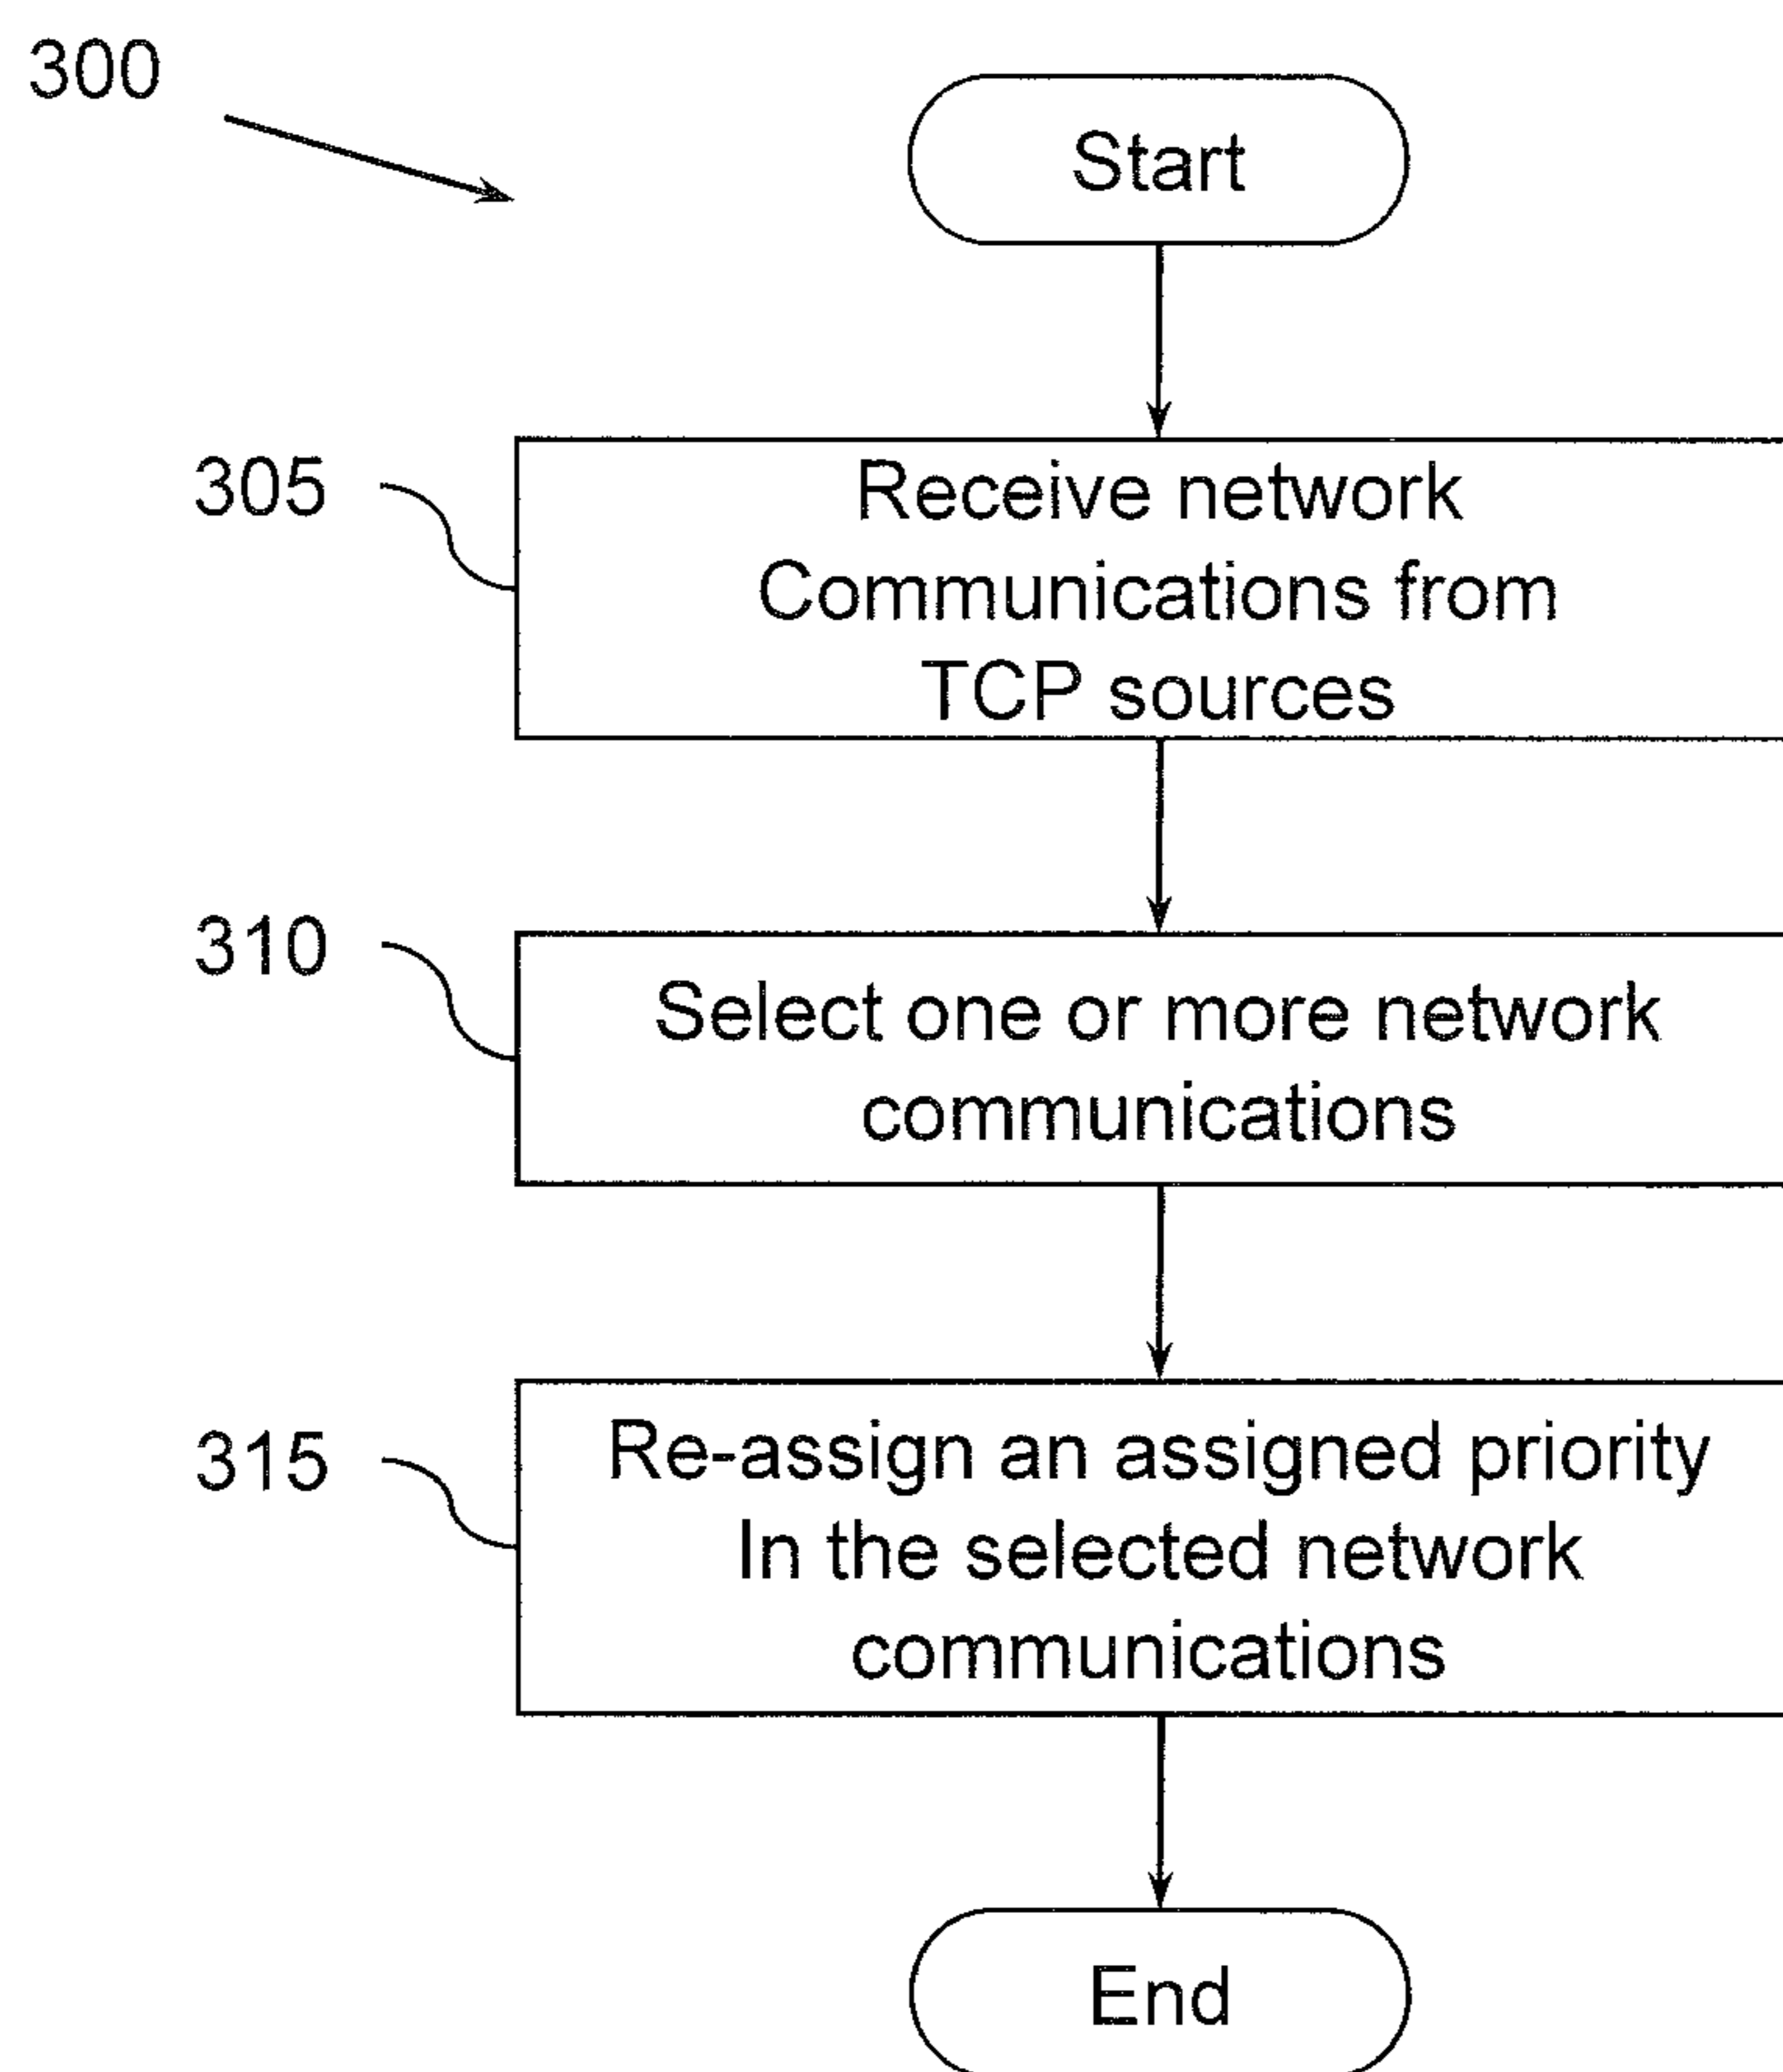 300
Start
305
Receive network
Communications from
TCP sources
310
Select one or more network
communications
315
Re-assign an assigned priority
In the selected network
communications
End